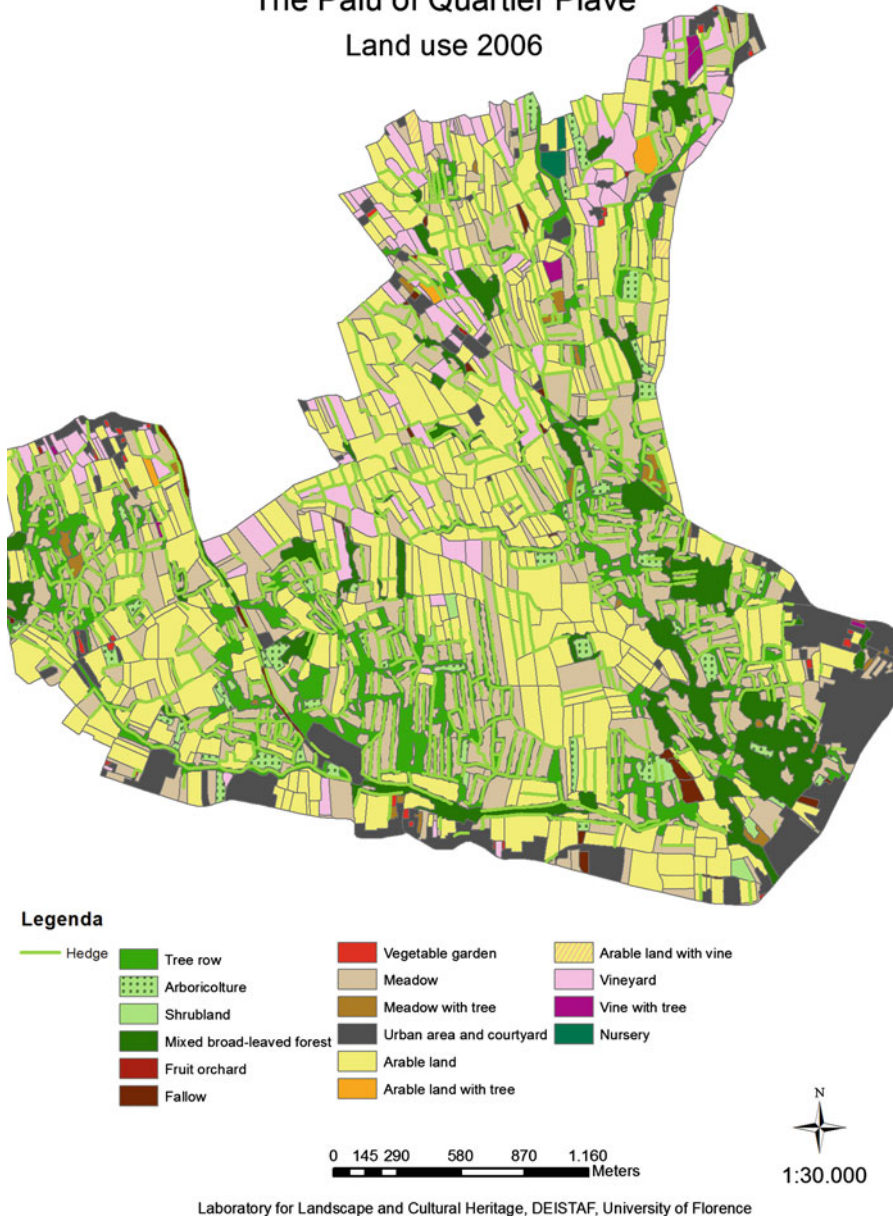 The Palù of Quartier Piave
Land use 2006
Legenda
Hedge
Tree row
Arboricolture
Shrubland
Mixed broad-leaved forest
Fruit orchard
Fallow
Vegetable garden
Meadow
Meadow with tree
Urban area and courtyard
Arable land
Arable land with tree
Arable land with vine
Vineyard
Vine with tree
Nursery
N
0 145 290 580 870 1.160
Meters
1:30.000
Laboratory for Landscape and Cultural Heritage, DEISTAF, University of Florence